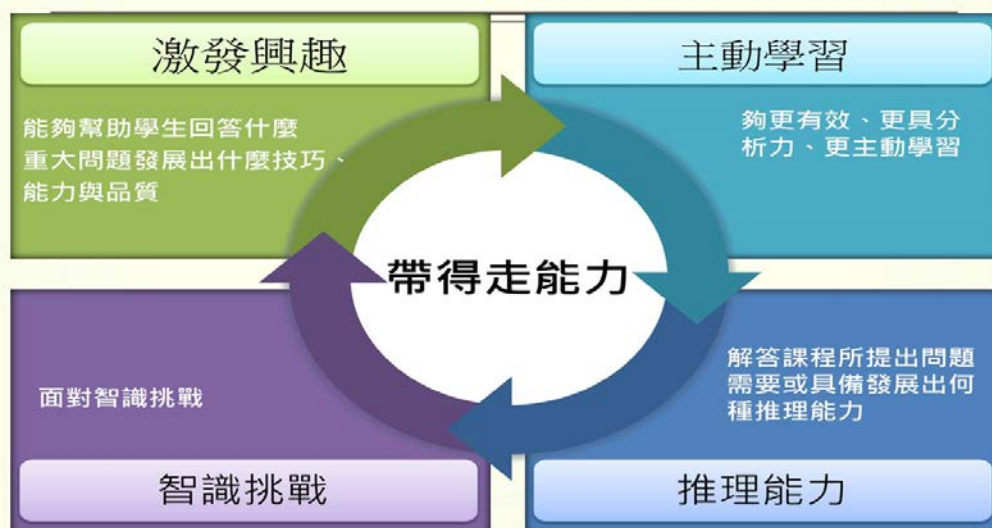 激發興趣
能夠幫助學生回答什麼
重大問題發展出什麼技巧、
能力與品質
主動學習
夠更有效、更具分
析力、更主動學習
帶得走能力
面對智識挑戰
智識挑戰
解答課程所提出問題
需要或具備發展出何
種推理能力
推理能力